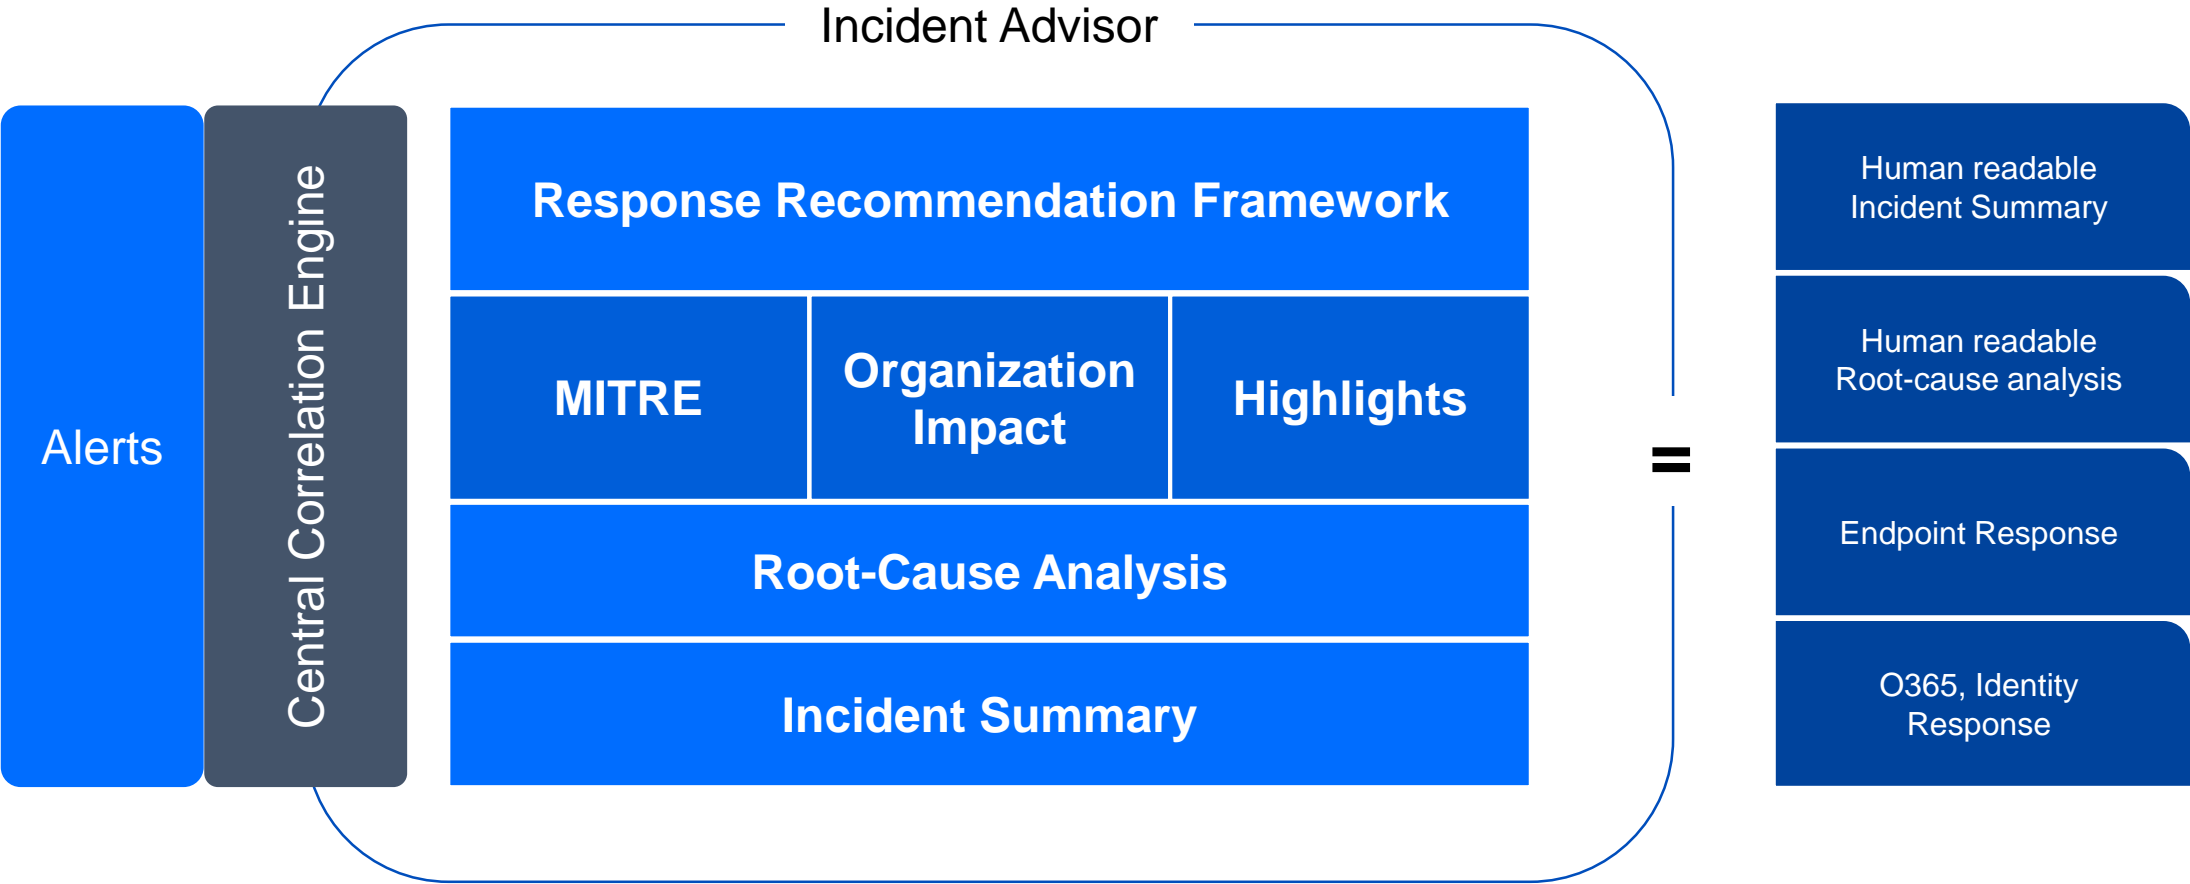 Incident Advisor
Alerts
Central Correlation Engine
Response Recommendation Framework
MITRE
Organization
Impact
Highlights
Root-Cause Analysis
Incident Summary
=
Human readable
Incident Summary
Human readable
Root-cause analysis
Endpoint Response
O365, Identity
Response